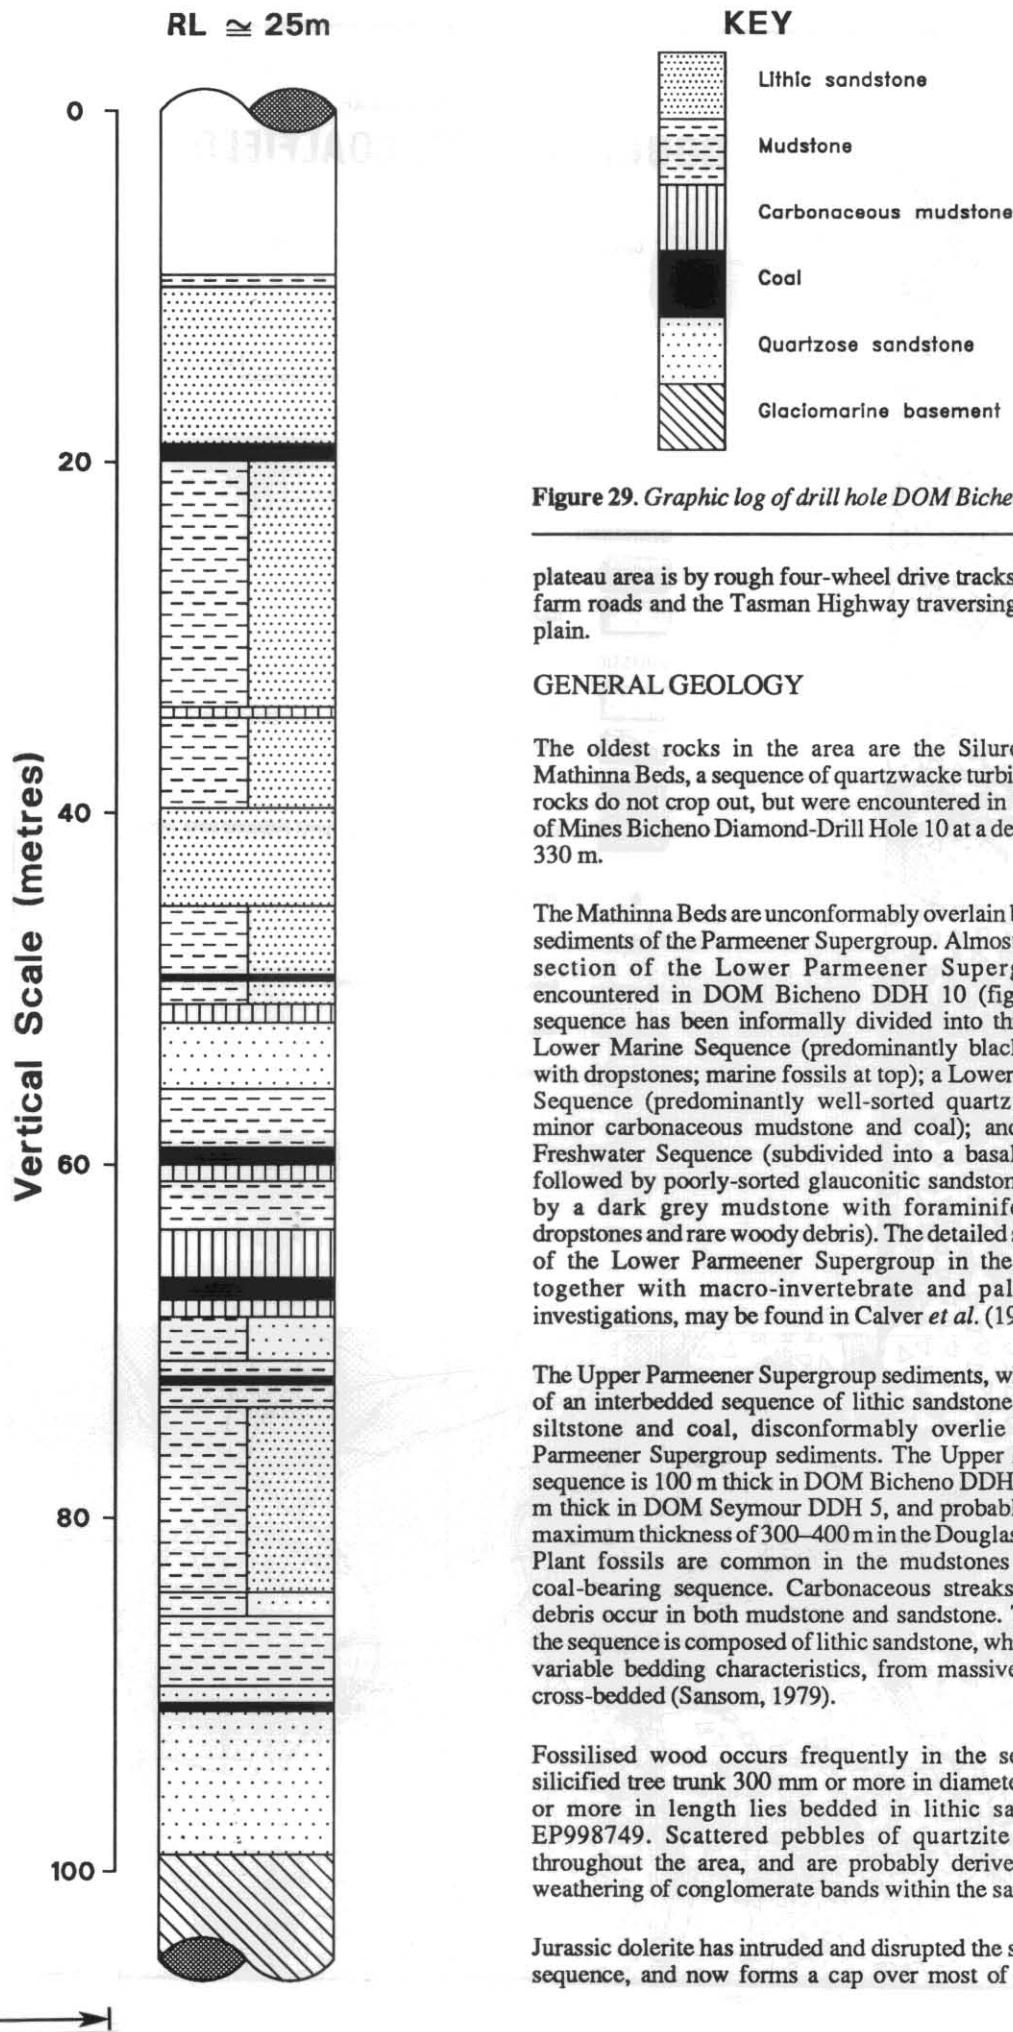 RL ≅ 25m
0
20
40
60
80
100
Vertical Scale (metres)
KEY
Lithic sandstone
Mudstone
Carbonaceous mudstone
Coal
Quartzose sandstone
Glaciomarine basement
Figure 29. Graphic log of drill hole DOM Biche
plateau area is by rough four-wheel drive tracks
farm roads and the Tasman Highway traversing
plain.
GENERAL GEOLOGY
The oldest rocks in the area are the Silur
Mathinna Beds, a sequence of quartzwacke turbi
rocks do not crop out, but were encountered in
of Mines Bicheno Diamond-Drill Hole 10 at a de
330 m.
The Mathinna Beds are unconformably overlain b
sediments of the Parmeener Supergroup. Almost
section of the Lower Parmeener Superg
encountered in DOM Bicheno DDH 10 (fig
sequence has been informally divided into th
Lower Marine Sequence (predominantly black
with dropstones; marine fossils at top); a Lower
Sequence (predominantly well-sorted quartz
minor carbonaceous mudstone and coal); and
Freshwater Sequence (subdivided into a basal
followed by poorly-sorted glauconitic sandston
by a dark grey mudstone with foraminife
dropstones and rare woody debris). The detailed s
of the Lower Parmeener Supergroup in the
together with macro-invertebrate and pal
investigations, may be found in Calver et al. (19
The Upper Parmeener Supergroup sediments, w
of an interbedded sequence of lithic sandstone
siltstone and coal, disconformably overlie
Parmeener Supergroup sediments. The Upper
sequence is 100 m thick in DOM Bicheno DDH
m thick in DOM Seymour DDH 5, and probabl
maximum thickness of 300–400 m in the Douglas
Plant fossils are common in the mudstones
coal-bearing sequence. Carbonaceous streaks
debris occur in both mudstone and sandstone. T
the sequence is composed of lithic sandstone, wh
variable bedding characteristics, from massive
cross-bedded (Sansom, 1979).
Fossilised wood occurs frequently in the se
silicified tree trunk 300 mm or more in diamete
or more in length lies bedded in lithic sa
EP998749. Scattered pebbles of quartzite
throughout the area, and are probably derive
weathering of conglomerate bands within the sa
Jurassic dolerite has intruded and disrupted the s
sequence, and now forms a cap over most of